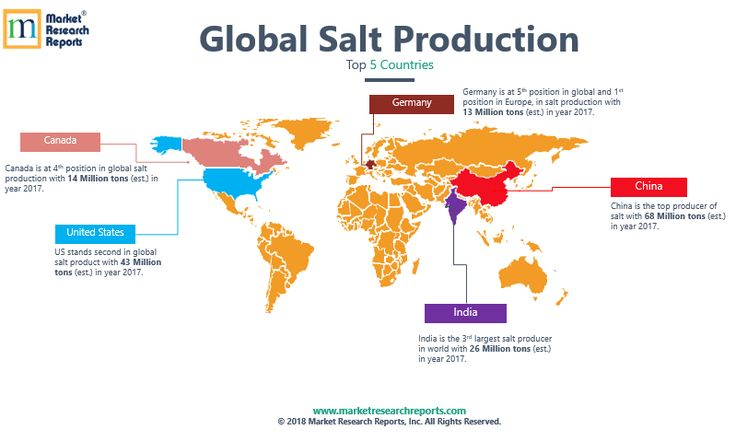 Market®
Research
Reports
Global Salt Production
Top 5 Countries
Germany
Germany is at 5th position in global and 1st
position in Europe, in salt production with
13 Million tons (est.) in year 2017.
Canada
Canada is at 4th position in global salt
production with 14 Million tons (est.) in
year 2017.
China
China is the top producer of
salt with 68 Million tons (est.)
in year 2017.
United States
US stands second in global
salt product with 43 Million
tons (est.) in year 2017.
India
India is the 3rd largest salt producer
in world with 26 Million tons (est.)
in year 2017.
www.marketresearchreports.com
© 2018 Market Research Reports, Inc. All Rights Reserved.